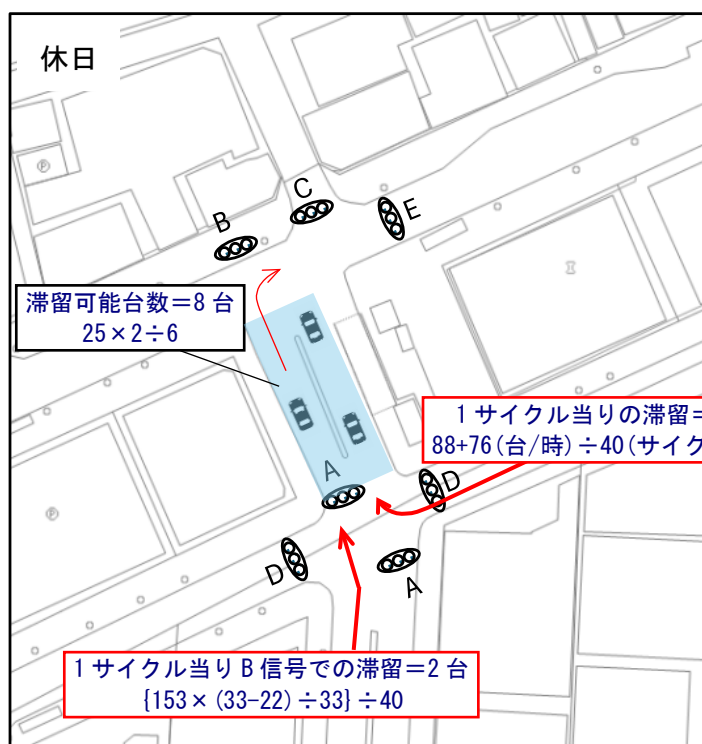 休日
C
B
E
滞留可能台数＝8 台
25×2÷6
1 サイクル当りの滞留＝
88+76(台/時)÷40(サイク
A
D
D
A
1 サイクル当り B 信号での滞留＝2 台
{153×(33-22)÷33}÷40
P
P